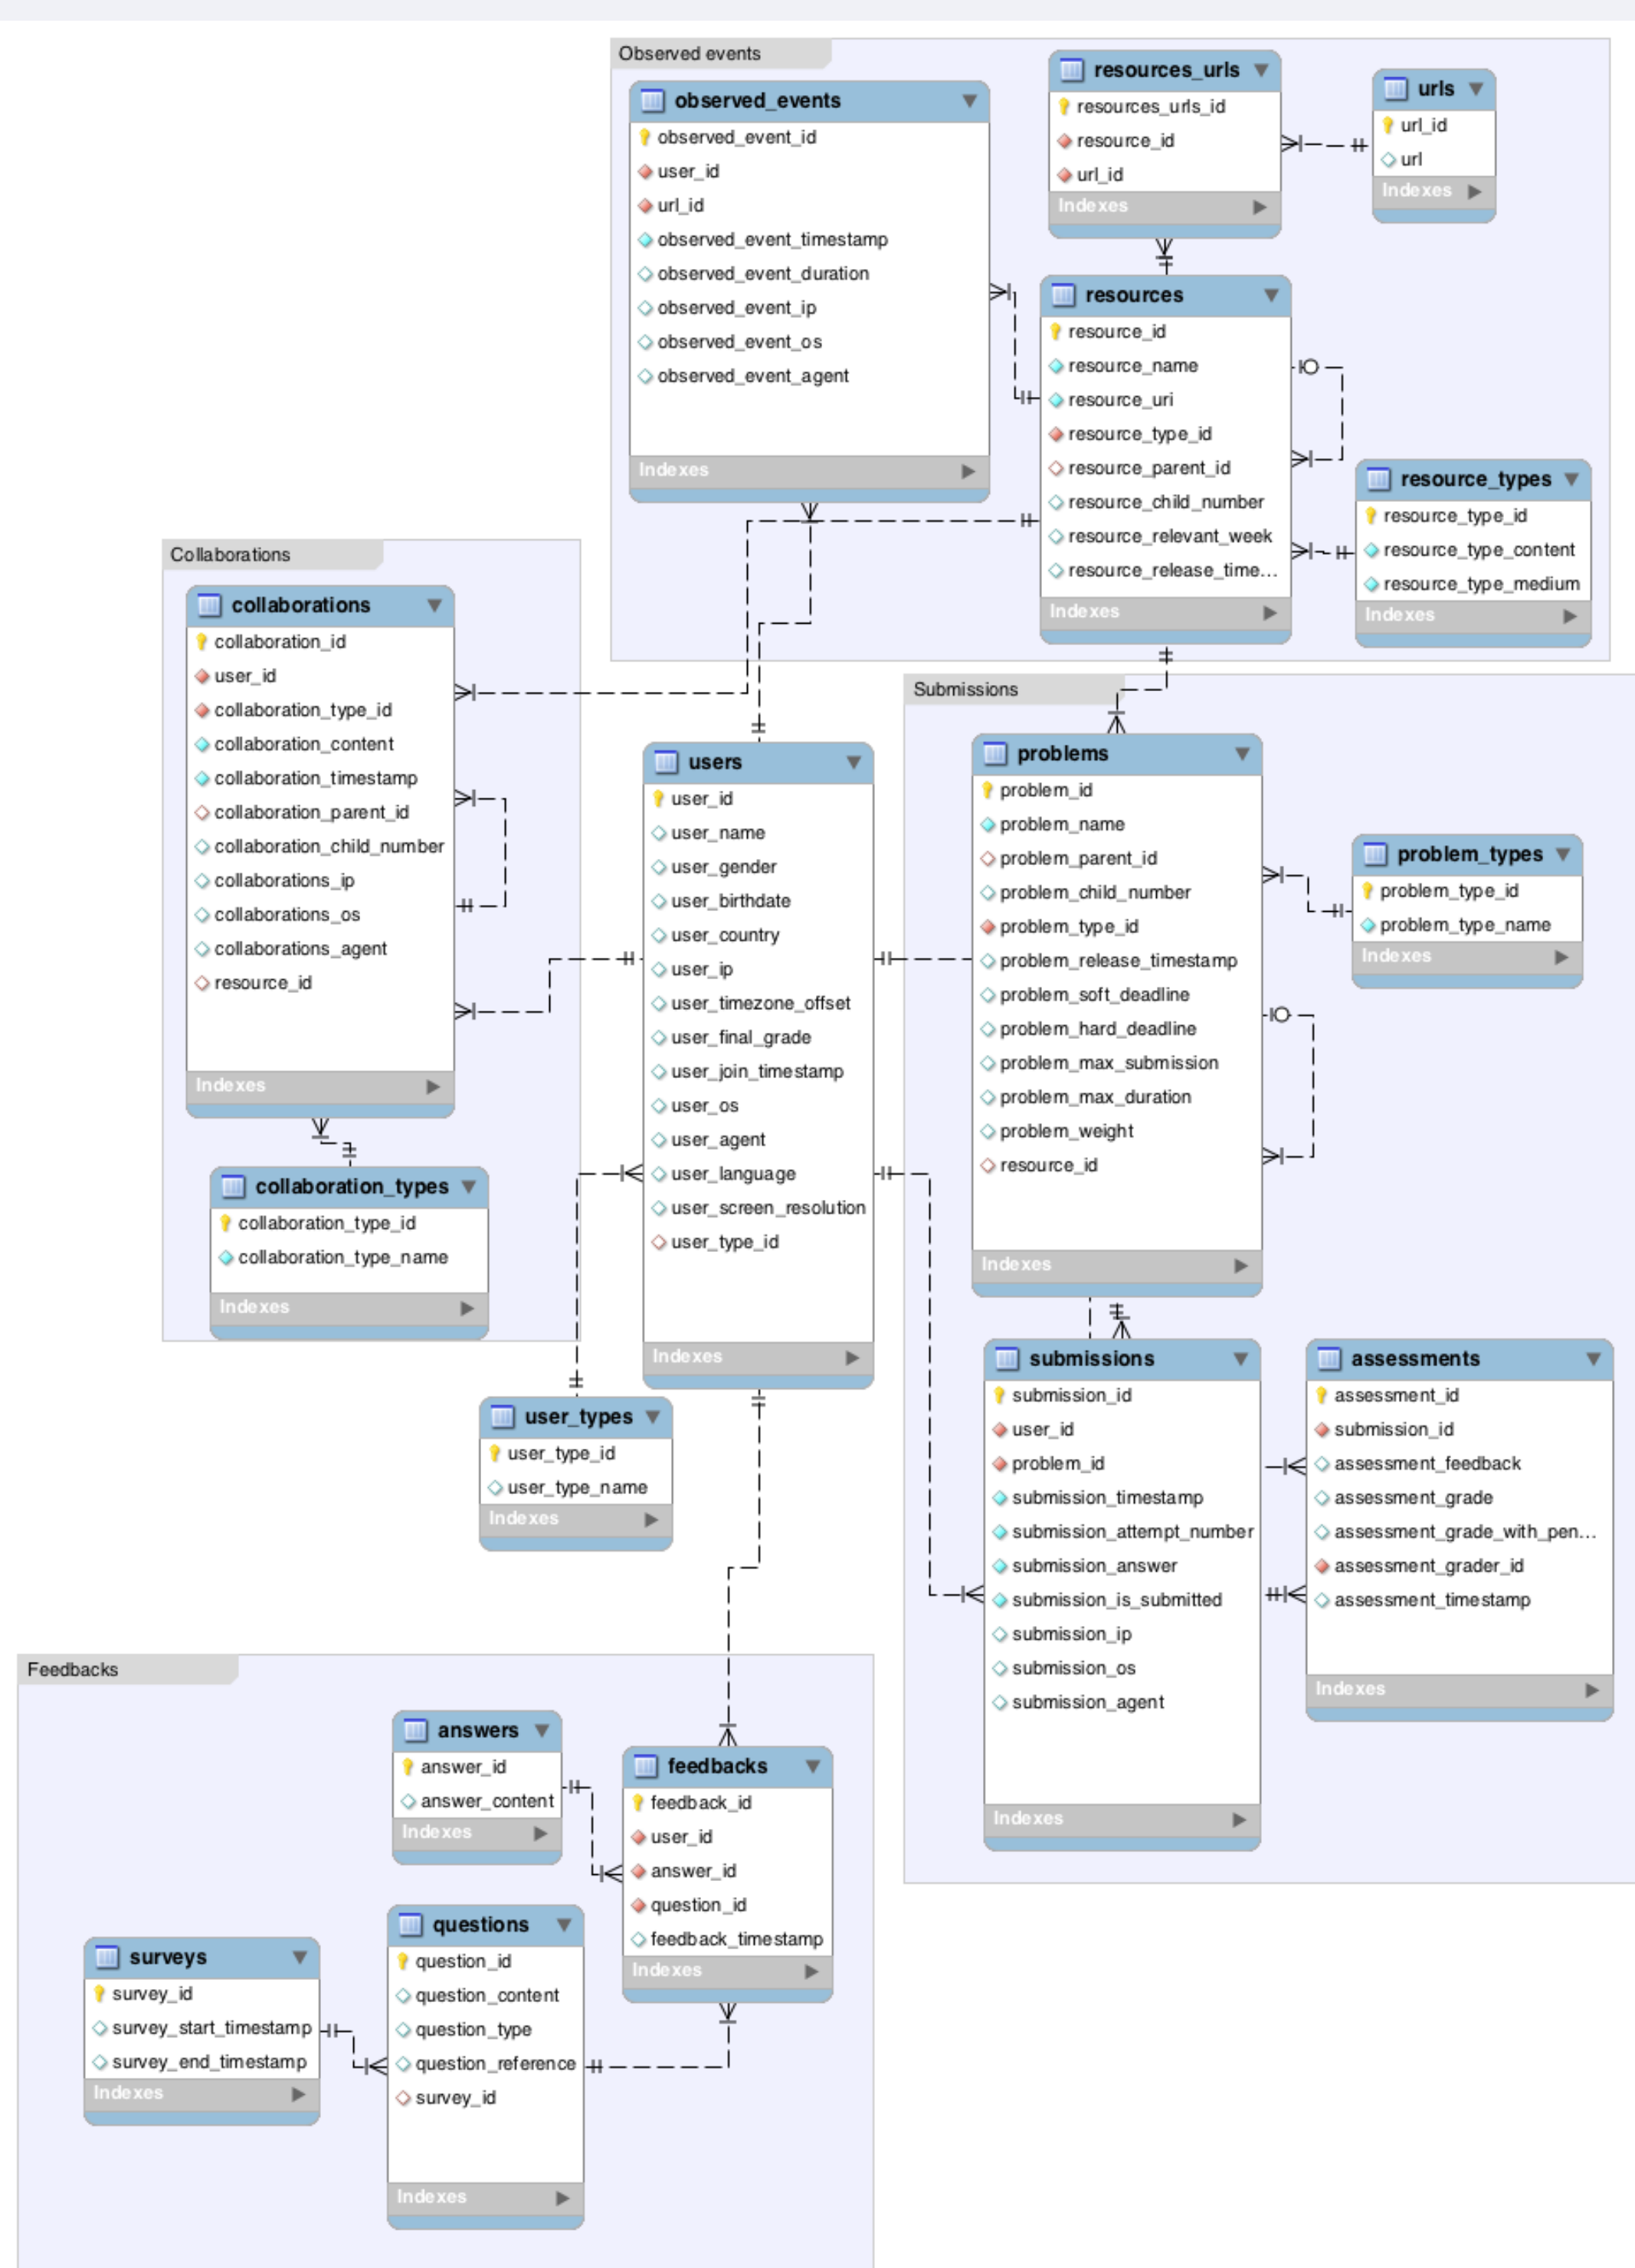 Observed events
observed_events
observed_event_id
user_id
url_id
observed_event_timestamp
observed_event_duration
observed_event_ip
observed_event_os
observed_event_agent
Indexes
resources_urls
resources_urls_id
resource_id
url_id
Indexes
urls
url_id
url
Indexes
resources
resource_id
resource_name
resource_uri
resource_type_id
resource_parent_id
resource_child_number
resource_relevant_week
resource_release_time...
Indexes
resource_types
resource_type_id
resource_type_content
resource_type_medium
Indexes
Collaborations
collaborations
collaboration_id
user_id
collaboration_type_id
collaboration_content
collaboration_timestamp
collaboration_parent_id
collaboration_child_number
collaborations_ip
collaborations_os
collaborations_agent
resource_id
Indexes
collaboration_types
collaboration_type_id
collaboration_type_name
Indexes
users
user_id
user_name
user_gender
user_birthdate
user_country
user_ip
user_timezone_offset
user_final_grade
user_join_timestamp
user_os
user_agent
user_language
user_screen_resolution
user_type_id
Indexes
user_types
user_type_id
user_type_name
Indexes
Submissions
problems
problem_id
problem_name
problem_parent_id
problem_child_number
problem_type_id
problem_release_timestamp
problem_soft_deadline
problem_hard_deadline
problem_max_submission
problem_max_duration
problem_weight
resource_id
Indexes
problem_types
problem_type_id
problem_type_name
Indexes
submissions
submission_id
user_id
problem_id
submission_timestamp
submission_attempt_number
submission_answer
submission_is_submitted
submission_ip
submission_os
submission_agent
Indexes
assessments
assessment_id
submission_id
assessment_feedback
assessment_grade
assessment_grade_with_pen...
assessment_grader_id
assessment_timestamp
Indexes
Feedbacks
answers
answer_id
answer_content
Indexes
feedbacks
feedback_id
user_id
answer_id
question_id
feedback_timestamp
Indexes
questions
question_id
question_content
question_type
question_reference
survey_id
Indexes
surveys
survey_id
survey_start_timestamp
survey_end_timestamp
Indexes